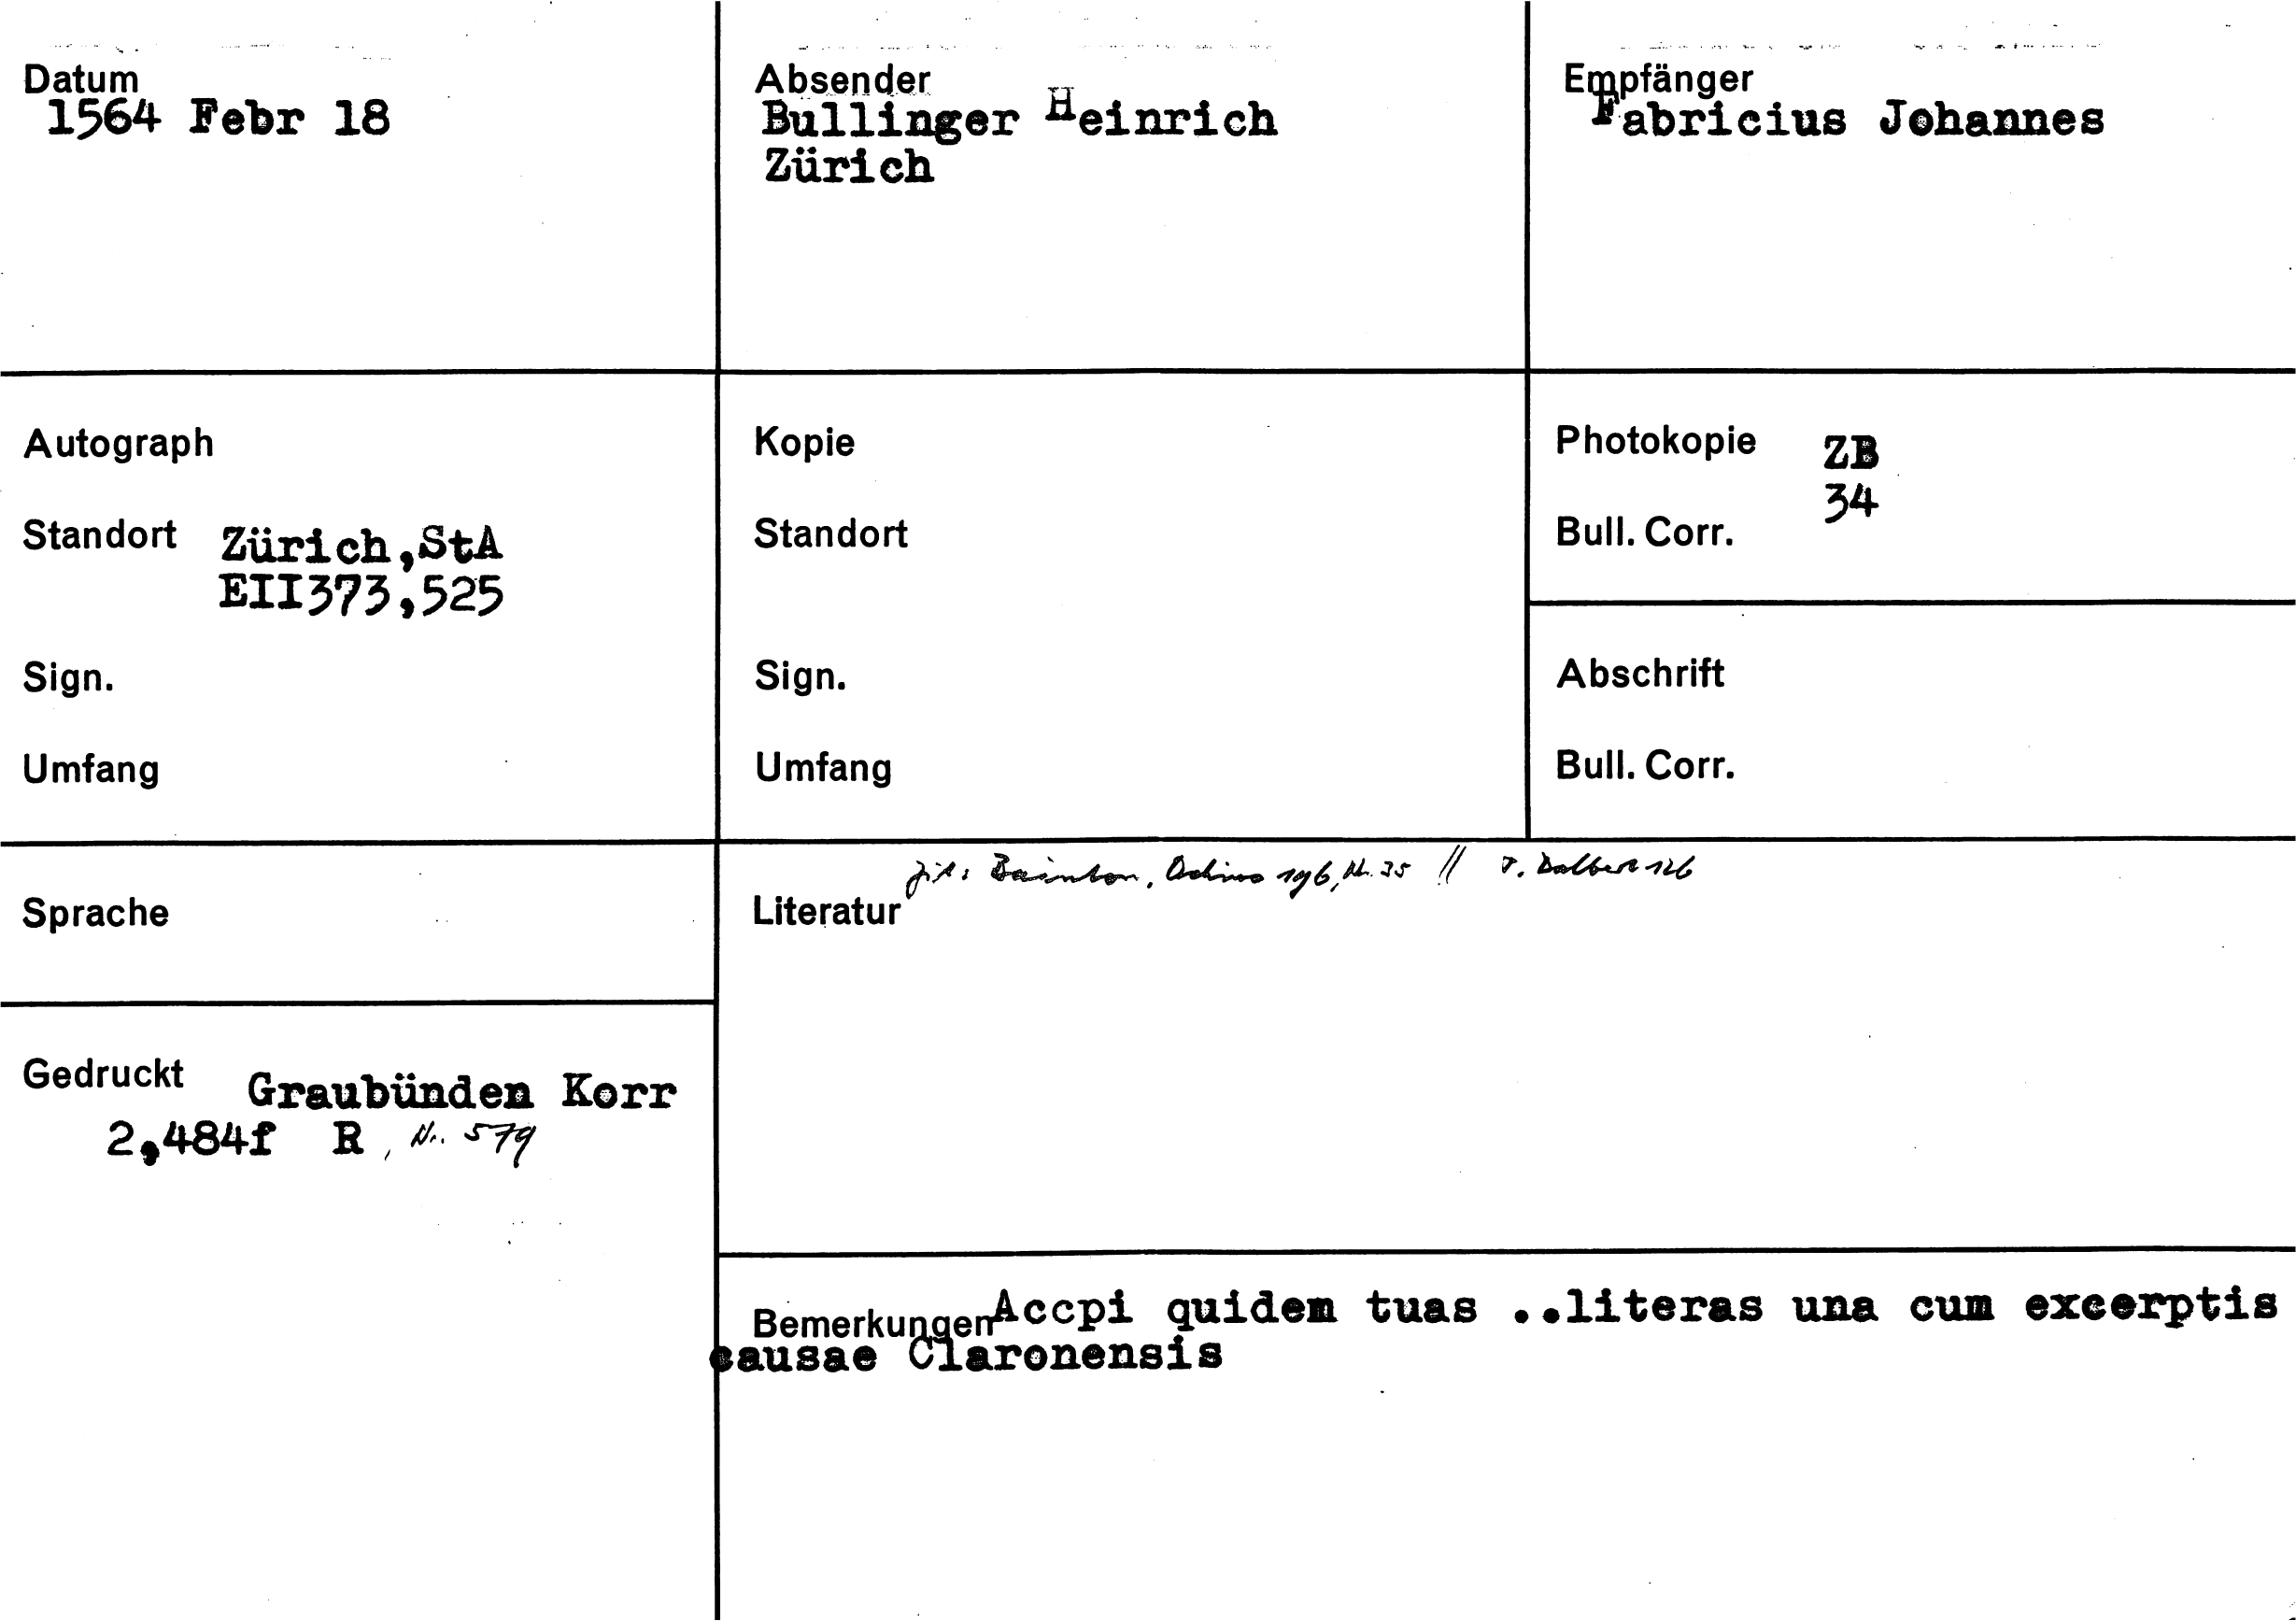 Datum
1564 Febr 18
Absender
Bullinger Heinrich
Zürich
Empfänger
Fabricius Johannes
Autograph
Standort Zürich,StA
EII373,525
Sign.
Umfang
Kopie
Standort
Sign.
Umfang
Photokopie ZB
34
Bull. Corr.
Abschrift
Bull. Corr.
Sprache
zit: Bainton, Ochino 196, Nr. 35 // T. Balbert 126
Literatur
Gedruckt Graubünden Korr
2,484f R, Nr. 579
Bemerkungen Accpi quidem tuas ..literas una cum excerptis
causae Claronensis